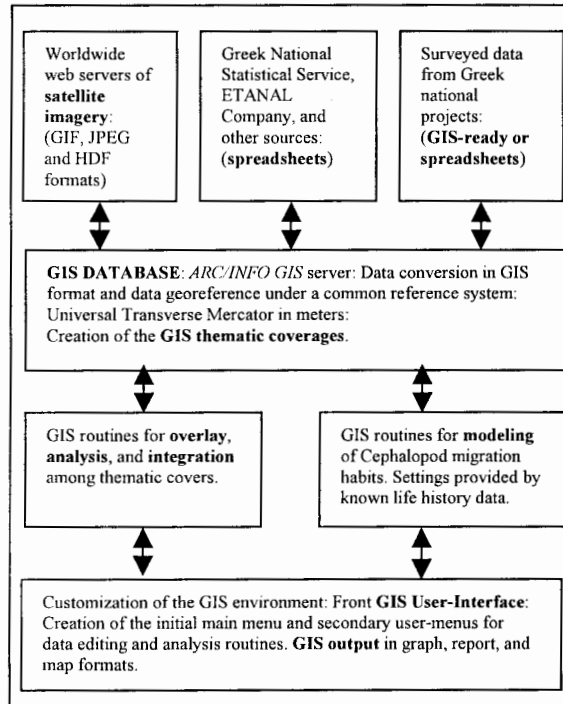 Worldwide
web servers of
satellite
imagery:
(GIF, JPEG
and HDF
formats)
Greek National
Statistical Service,
ETANAL
Company, and
other sources:
(spreadsheets)
Surveyed data
from Greek
national
projects:
(GIS-ready or
spreadsheets)
GIS DATABASE: ARC/INFO GIS server: Data conversion in GIS
format and data georeference under a common reference system:
Universal Transverse Mercator in meters:
Creation of the GIS thematic coverages.
GIS routines for overlay,
analysis, and integration
among thematic covers.
GIS routines for modeling
of Cephalopod migration
habits. Settings provided by
known life history data.
Customization of the GIS environment: Front GIS User-Interface:
Creation of the initial main menu and secondary user-menus for
data editing and analysis routines. GIS output in graph, report, and
map formats.